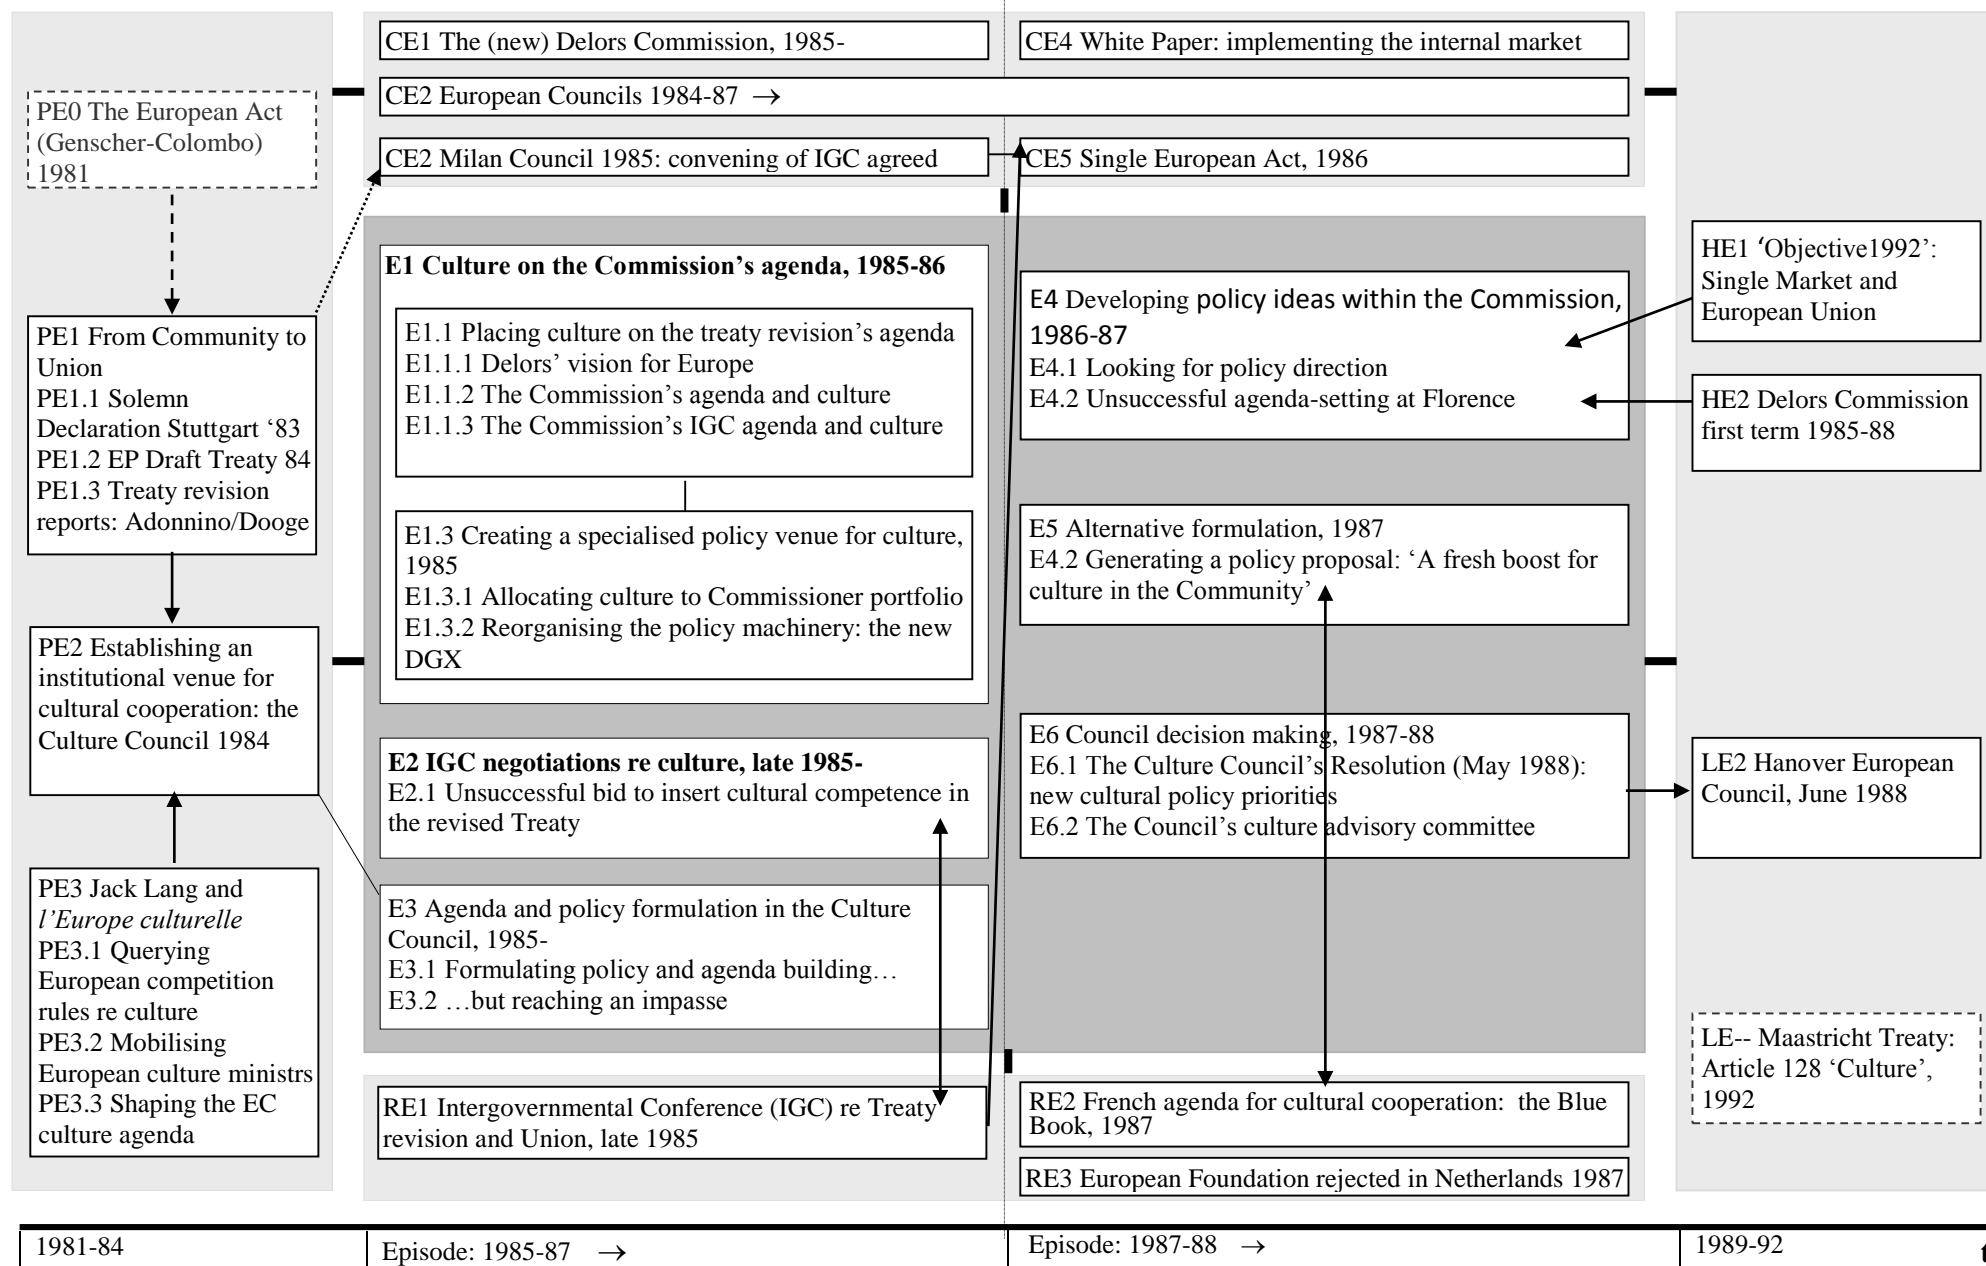 PE0 The European Act
(Genscher-Colombo)
1981
PE1 From Community to
Union
PE1.1 Solemn
Declaration Stuttgart ‘83
PE1.2 EP Draft Treaty 84
PE1.3 Treaty revision
reports: Adonnino/Dooge
PE2 Establishing an
institutional venue for
cultural cooperation: the
Culture Council 1984
PE3 Jack Lang and
l’Europe culturelle
PE3.1 Querying
European competition
rules re culture
PE3.2 Mobilising
European culture ministrs
PE3.3 Shaping the EC
culture agenda
CE1 The (new) Delors Commission, 1985-
CE4 White Paper: implementing the internal market
CE2 European Councils 1984-87 →
CE2 Milan Council 1985: convening of IGC agreed
CE5 Single European Act, 1986
E1 Culture on the Commission’s agenda, 1985-86
E1.1 Placing culture on the treaty revision’s agenda
E1.1.1 Delors’ vision for Europe
E1.1.2 The Commission’s agenda and culture
E1.1.3 The Commission’s IGC agenda and culture
E1.3 Creating a specialised policy venue for culture,
1985
E1.3.1 Allocating culture to Commissioner portfolio
E1.3.2 Reorganising the policy machinery: the new
DGX
E2 IGC negotiations re culture, late 1985-
E2.1 Unsuccessful bid to insert cultural competence in
the revised Treaty
E3 Agenda and policy formulation in the Culture
Council, 1985-
E3.1 Formulating policy and agenda building…
E3.2 …but reaching an impasse
RE1 Intergovernmental Conference (IGC) re Treaty
revision and Union, late 1985
E4 Developing policy ideas within the Commission,
1986-87
E4.1 Looking for policy direction
E4.2 Unsuccessful agenda-setting at Florence
E5 Alternative formulation, 1987
E4.2 Generating a policy proposal: ‘A fresh boost for
culture in the Community’
E6 Council decision making, 1987-88
E6.1 The Culture Council’s Resolution (May 1988):
new cultural policy priorities
E6.2 The Council’s culture advisory committee
RE2 French agenda for cultural cooperation: the Blue
Book, 1987
RE3 European Foundation rejected in Netherlands 1987
HE1 ‘Objective1992’:
Single Market and
European Union
HE2 Delors Commission
first term 1985-88
LE2 Hanover European
Council, June 1988
LE-- Maastricht Treaty:
Article 128 ‘Culture’,
1992
1981-84
Episode: 1985-87 →
Episode: 1987-88 →
1989-92